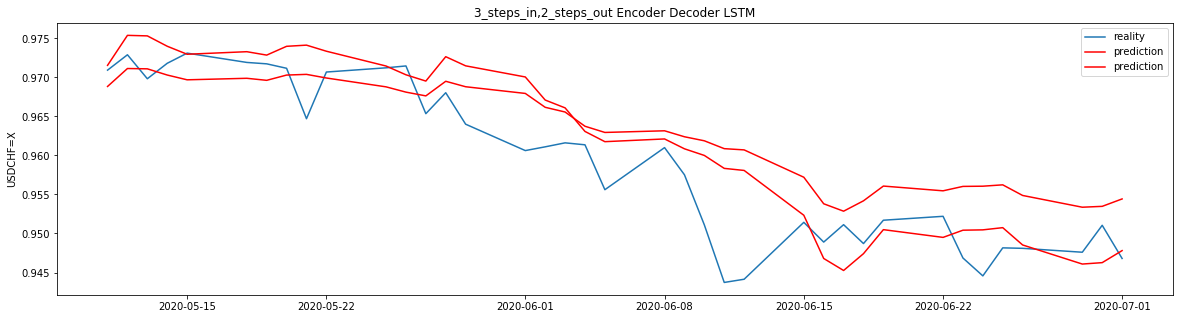 3_steps_in,2_steps_out Encoder Decoder LSTM
reality
prediction
prediction
USDCHF=X
0.975
0.970
0.965
0.960
0.955
0.950
0.945
2020-05-15 2020-05-22 2020-06-01 2020-06-08 2020-06-15 2020-06-22 2020-07-01